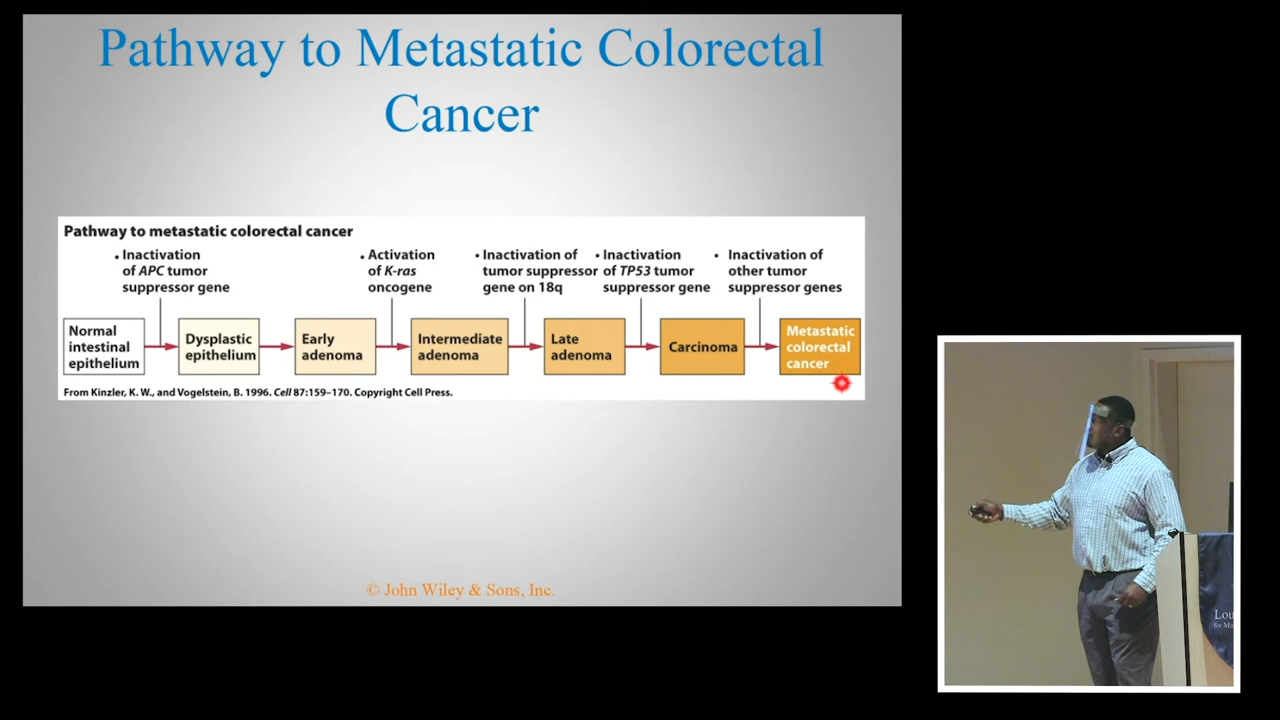 Pathway to Metastatic Colorectal
Cancer
Pathway to metastatic colorectal cancer
• Inactivation
of APC tumor
suppressor gene
• Activation
of K-ras
oncogene
• Inactivation of
tumor suppressor
gene on 18q
• Inactivation
of TP53 tumor
suppressor gene
• Inactivation of
other tumor
suppressor genes
Normal
intestinal
epithelium
Dysplastic
epithelium
Early
adenoma
Intermediate
adenoma
Late
adenoma
Carcinoma
Metastatic
colorectal
cancer
From Kinzler, K. W., and Vogelstein, B. 1996. Cell 87:159–170. Copyright Cell Press.
© John Wiley & Sons, Inc.